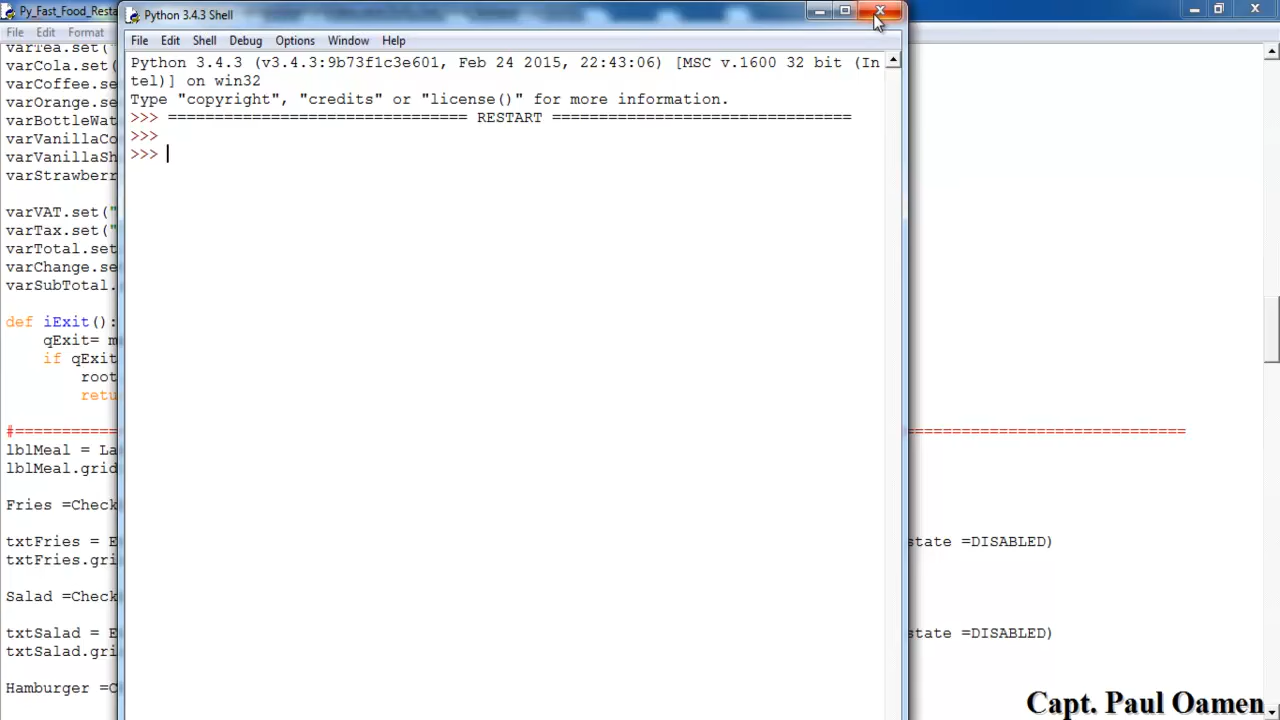 Py_Fast_Food_Resta
Python 3.4.3 Shell
File Edit Format
File Edit Shell Debug Options Window Help
Python 3.4.3 (v3.4.3:9b73f1c3e601, Feb 24 2015, 22:43:06) [MSC v.1600 32 bit (In
tel)] on win32
Type "copyright", "credits" or "license()" for more information.
>>> ================================ RESTART ================================
>>>
>>>
varTea.set("
varCola.set(
varCoffee.se
varOrange.se
varBottleWat
varVanillaCo
varVanillaSh
varStrawberr
varVAT.set("
varTax.set("
varTotal.set
varChange.se
varSubTotal.
def iExit():
qExit= m
if qExit
root
retu
#=========== ==============================
lblMeal = La
lblMeal.grid
Fries =Check
txtFries = E state =DISABLED)
txtFries.gri
Salad =Check
txtSalad = E state =DISABLED)
txtSalad.gri
Hamburger =C
Capt. Paul Oamen